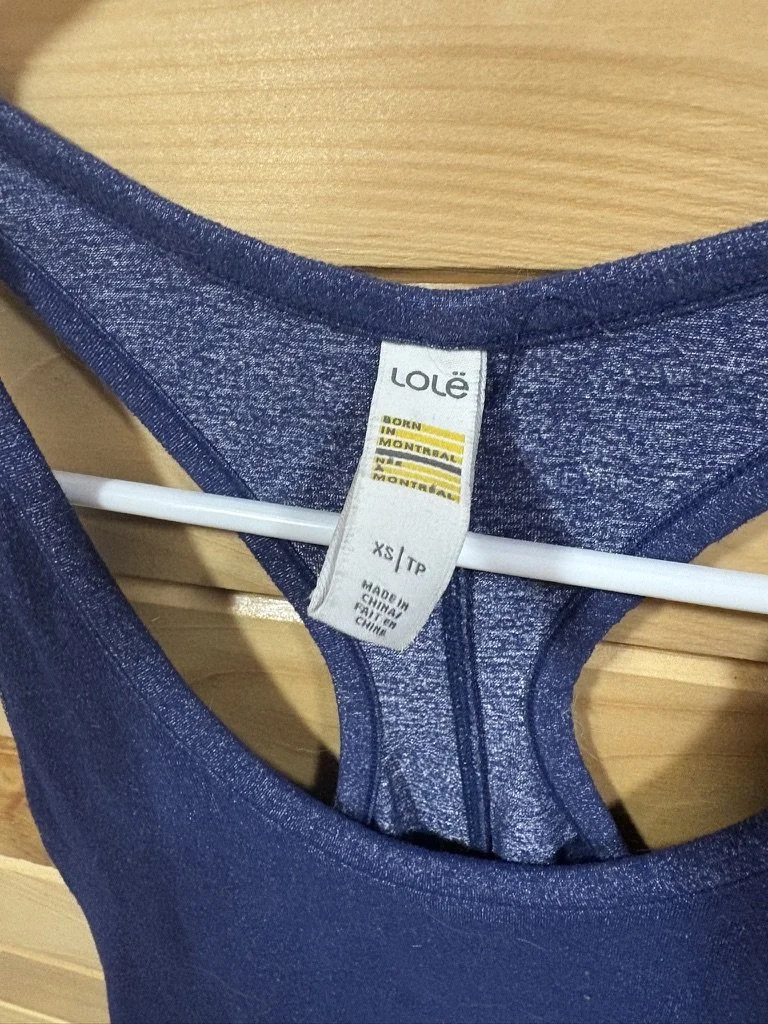 LOLë
BORN
IN
MONTREAL
NÉE
À
MONTRÉAL
XS|TP
MADE IN
CHINA/
FAIT EN
CHINE